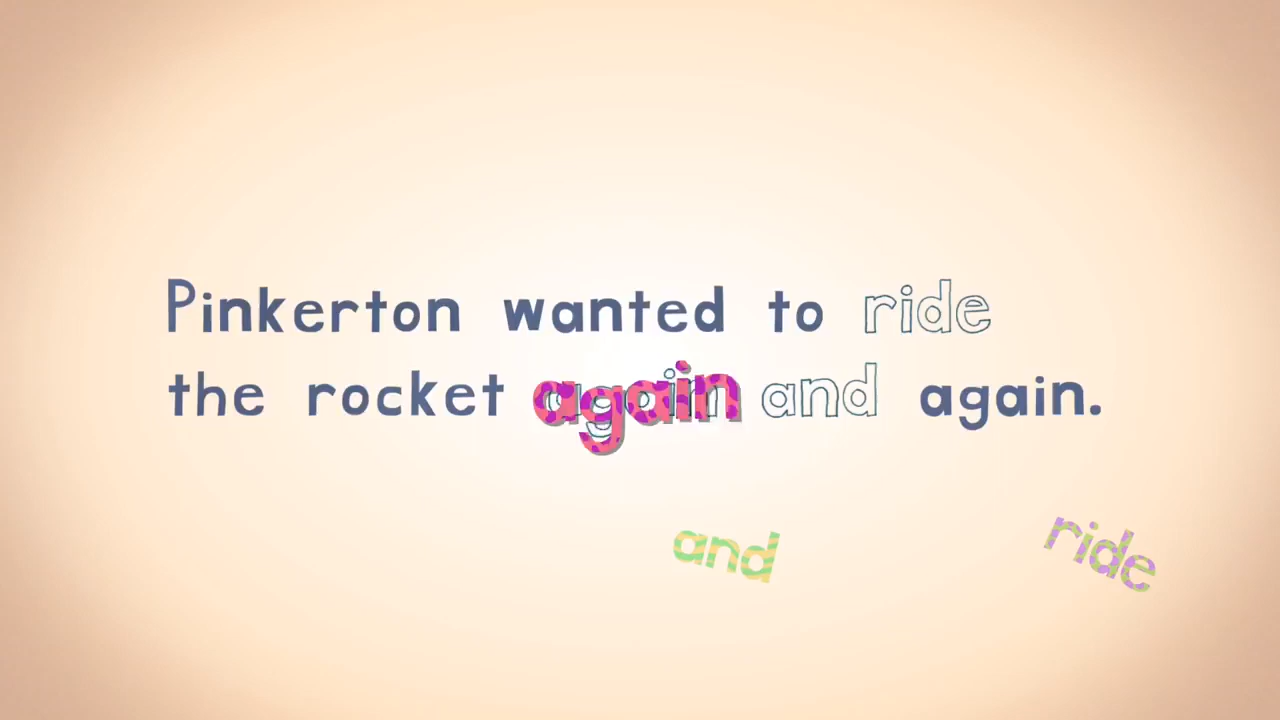 Pinkerton wanted to ride
the rocket again and again.
and
ride